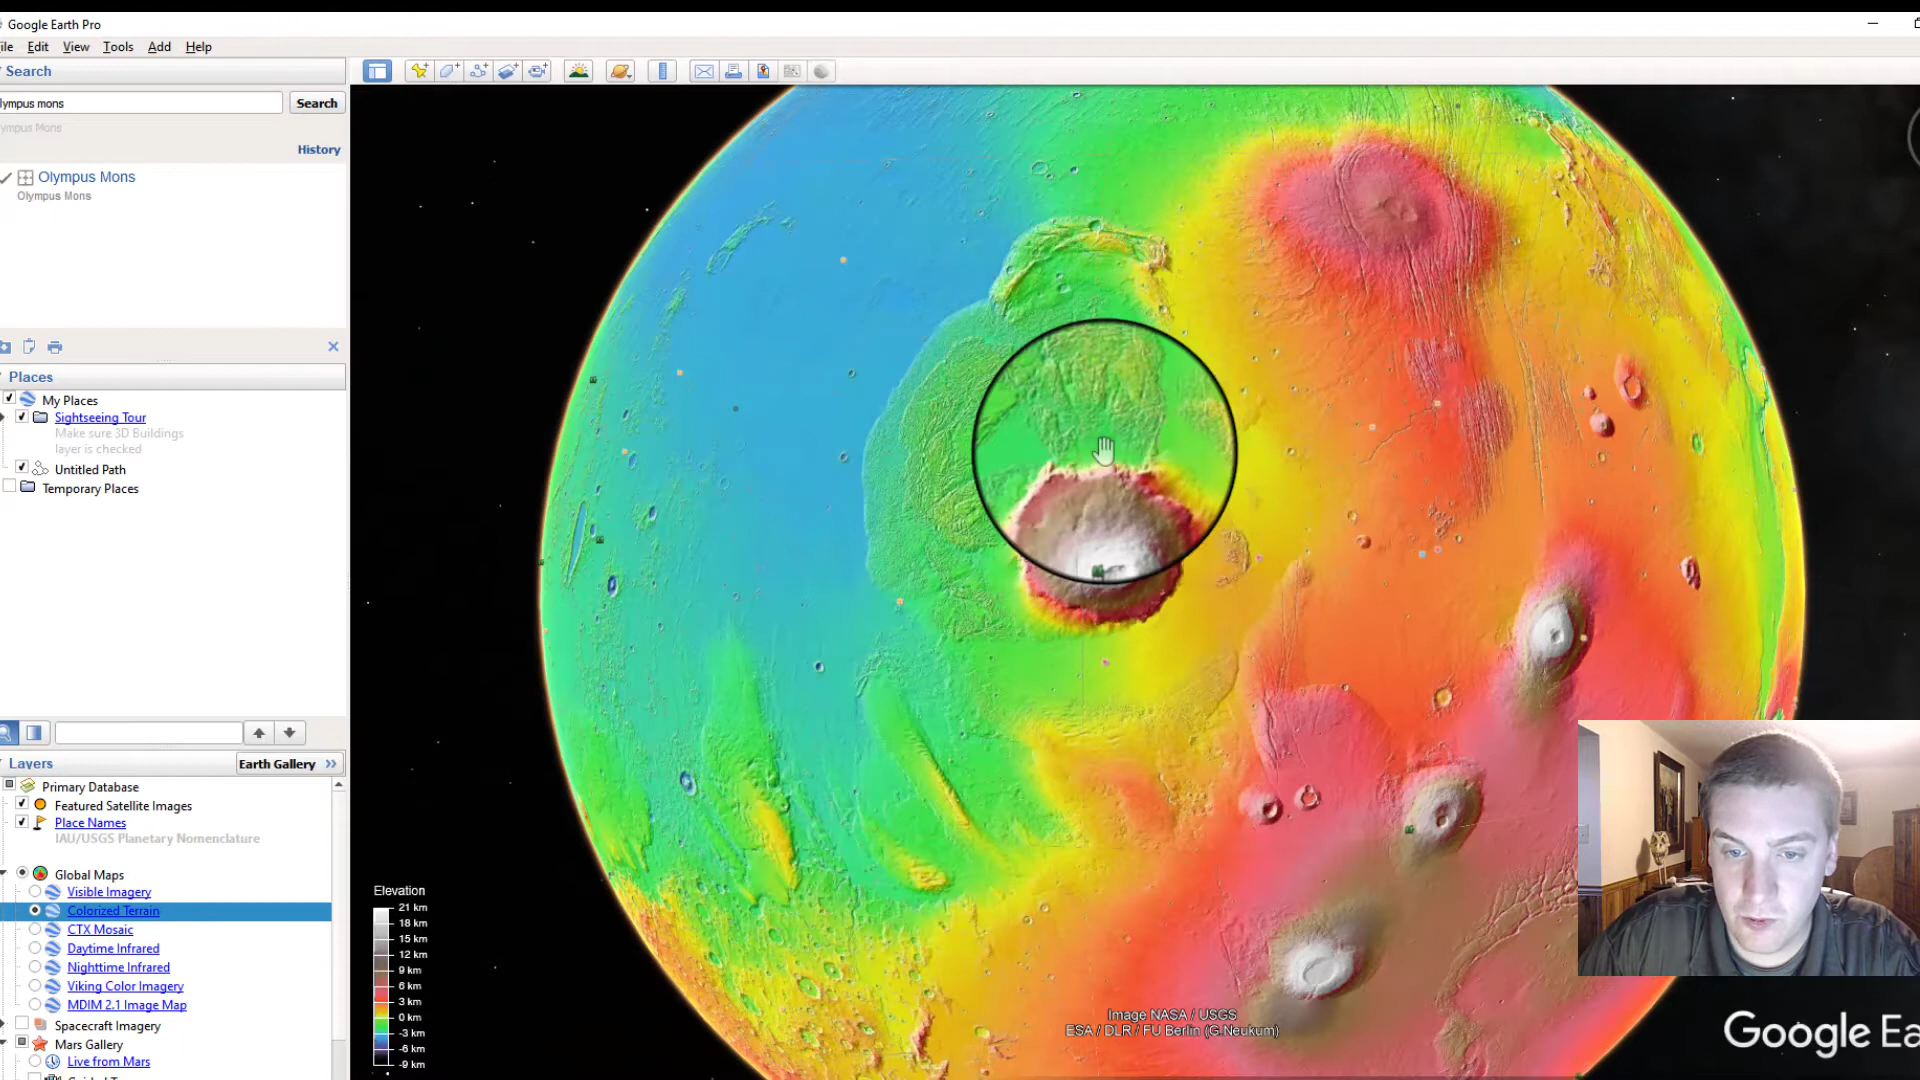 Google Earth Pro
ile Edit View Tools Add Help
Search
lympus mons
Search
ympus Mons
History
Olympus Mons
Olympus Mons
Places
My Places
Sightseeing Tour
Make sure 3D Buildings
layer is checked
Untitled Path
Temporary Places
Layers
Earth Gallery >>
Primary Database
Featured Satellite Images
Place Names
IAU/USGS Planetary Nomenclature
Global Maps
Visible Imagery
Colorized Terrain
CTX Mosaic
Daytime Infrared
Nighttime Infrared
Viking Color Imagery
MDIM 2.1 Image Map
Spacecraft Imagery
Mars Gallery
Live from Mars
Elevation
21 km
18 km
15 km
12 km
9 km
6 km
3 km
0 km
-3 km
-6 km
-9 km
Image NASA / USGS
ESA / DLR / FU Berlin (G.Neukum)
Google Ea